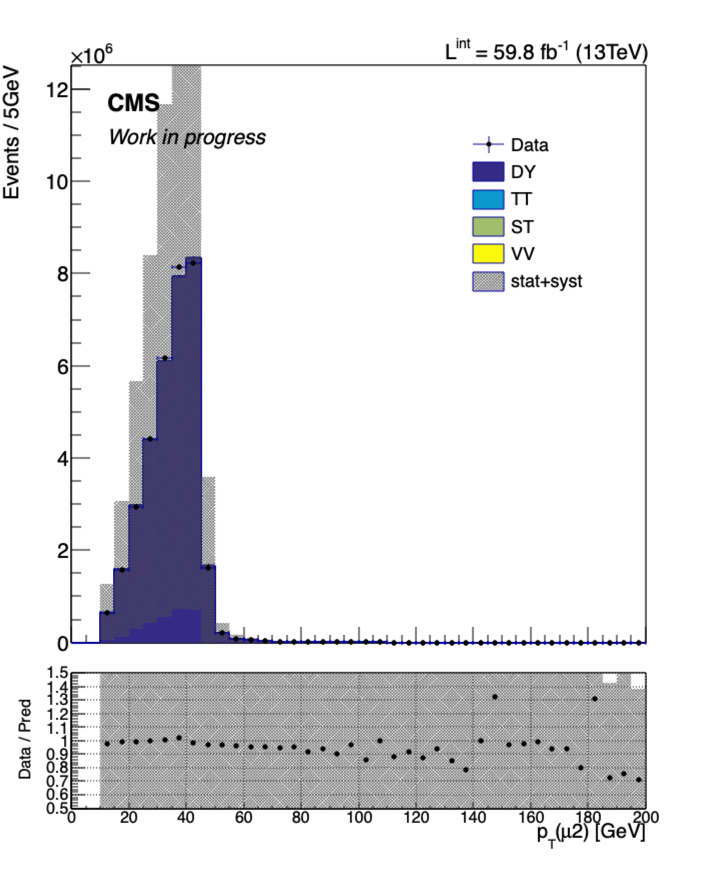 ×10⁶
L^int = 59.8 fb⁻¹ (13TeV)
Events / 5GeV
12
10
8
6
4
2
0
CMS
Work in progress
Data
DY
TT
ST
VV
stat+syst
Data / Pred
1.5
1.4
1.3
1.2
1.1
1
0.9
0.8
0.7
0.6
0.5
0 20 40 60 80 100 120 140 160 180 200
p_T(μ2) [GeV]